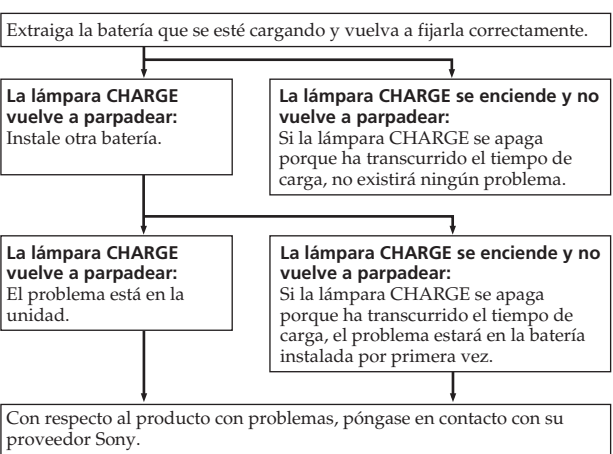 Extraiga la batería que se esté cargando y vuelva a fijarla correctamente.
La lámpara CHARGE
vuelve a parpadear:
Instale otra batería.
La lámpara CHARGE se enciende y no
vuelve a parpadear:
Si la lámpara CHARGE se apaga
porque ha transcurrido el tiempo de
carga, no existirá ningún problema.
La lámpara CHARGE
vuelve a parpadear:
El problema está en la
unidad.
La lámpara CHARGE se enciende y no
vuelve a parpadear:
Si la lámpara CHARGE se apaga
porque ha transcurrido el tiempo de
carga, el problema estará en la batería
instalada por primera vez.
Con respecto al producto con problemas, póngase en contacto con su
proveedor Sony.